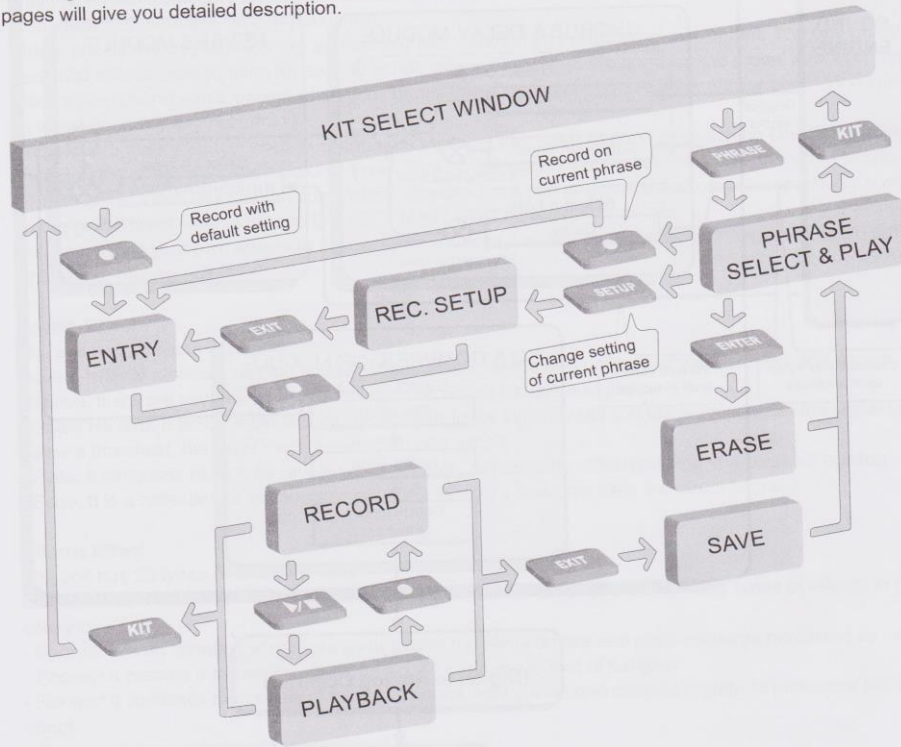 pages will give you detailed description.
KIT SELECT WINDOW
PHRASE
KIT
Record on
current phrase
Record with
default setting
PHRASE
SELECT & PLAY
SETUP
REC. SETUP
EXIT
ENTRY
Change setting
of current phrase
ENTER
ERASE
RECORD
SAVE
EXIT
KIT
PLAYBACK